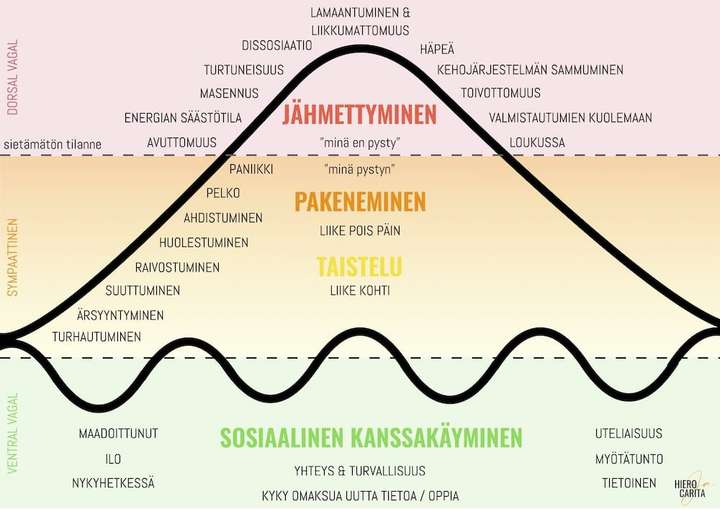 LAMAANTUMINEN &
LIIKKUMATTOMUUS
DISSOSIAATIO
HÄPEÄ
TURTUNEISUUS
KEHOJÄRJESTELMÄN SAMMUMINEN
MASENNUS
TOIVOTTOMUUS
ENERGIAN SÄÄSTÖTILA
JÄHMETTYMINEN
VALMISTAUTUMIEN KUOLEMAAN
AVUTTOMUUS
"minä en pysty"
LOUKUSSA
DORSAL VAGAL
sietämätön tilanne
PANIIKKI
"minä pystyn"
PELKO
PAKENEMINEN
AHDISTUMINEN
LIIKE POIS PÄIN
HUOLESTUMINEN
RAIVOSTUMINEN
TAISTELU
SUUTTUMINEN
LIIKE KOHTI
ÄRSYYNTYMINEN
TURHAUTUMINEN
SYMPAATTINEN
VENTRAL VAGAL
MAADOITTUNUT
SOSIAALINEN KANSSAKÄYMINEN
UTELIAISUUS
ILO
YHTEYS & TURVALLISUUS
MYÖTÄTUNTO
NYKYHETKESSÄ
KYKY OMAKSUA UUTTA TIETOA / OPPIA
TIETOINEN
HIERO
CARITA